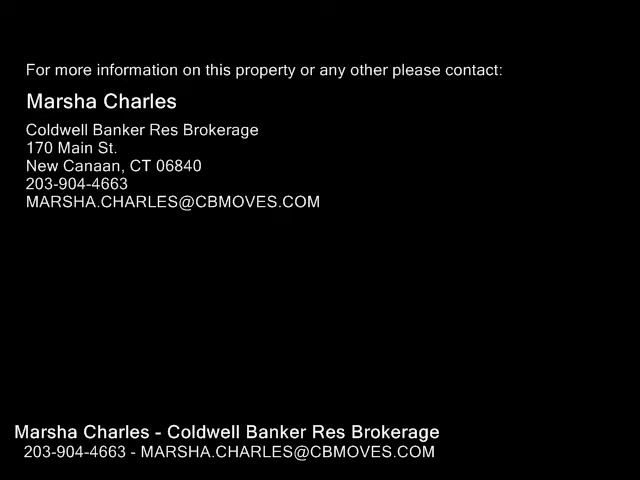 For more information on this property or any other please contact:
Marsha Charles
Coldwell Banker Res Brokerage
170 Main St.
New Canaan, CT 06840
203-904-4663
MARSHA.CHARLES@CBMOVES.COM
Marsha Charles - Coldwell Banker Res Brokerage
203-904-4663 - MARSHA.CHARLES@CBMOVES.COM